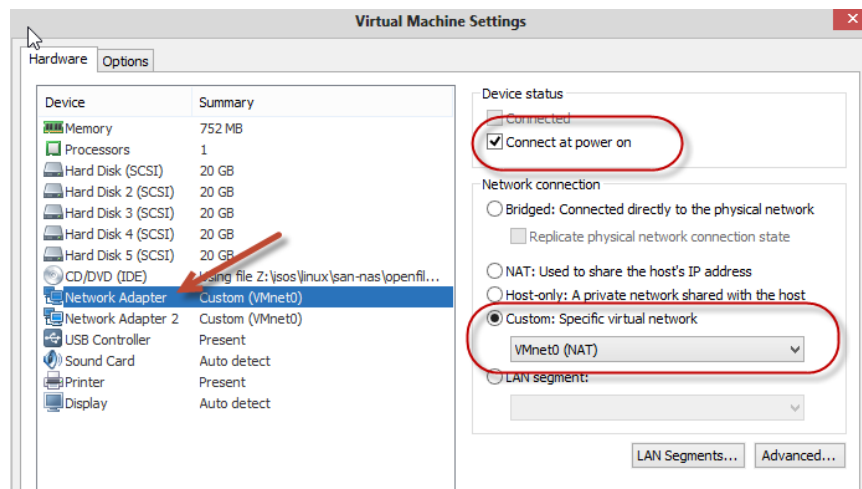 Virtual Machine Settings
Hardware Options
Device Summary
Memory 752 MB
Processors 1
Hard Disk (SCSI) 20 GB
Hard Disk 2 (SCSI) 20 GB
Hard Disk 3 (SCSI) 20 GB
Hard Disk 4 (SCSI) 20 GB
Hard Disk 5 (SCSI) 20 GB
CD/DVD (IDE) Using file Z:\isos\linux\san-nas\openfil...
Network Adapter Custom (VMnet0)
Network Adapter 2 Custom (VMnet0)
USB Controller Present
Sound Card Auto detect
Printer Present
Display Auto detect
Device status
Connected
Connect at power on
Network connection
Bridged: Connected directly to the physical network
Replicate physical network connection state
NAT: Used to share the host's IP address
Host-only: A private network shared with the host
Custom: Specific virtual network
VMnet0 (NAT)
LAN segment:
LAN Segments... Advanced...